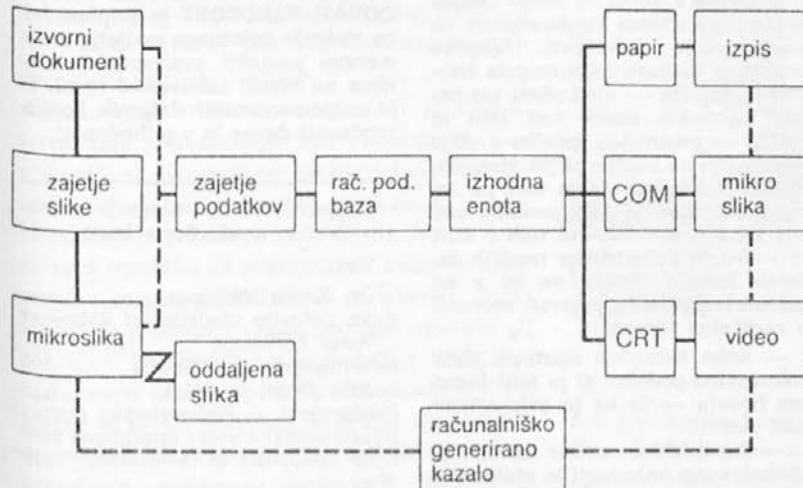 izvorni
dokument
papir
izpis
zajetje
slike
zajetje
podatkov
rač. pod.
baza
izhodna
enota
COM
mikro
slika
mikroslika
oddaljena
slika
CRT
video
računalniško
generirano
kazalo